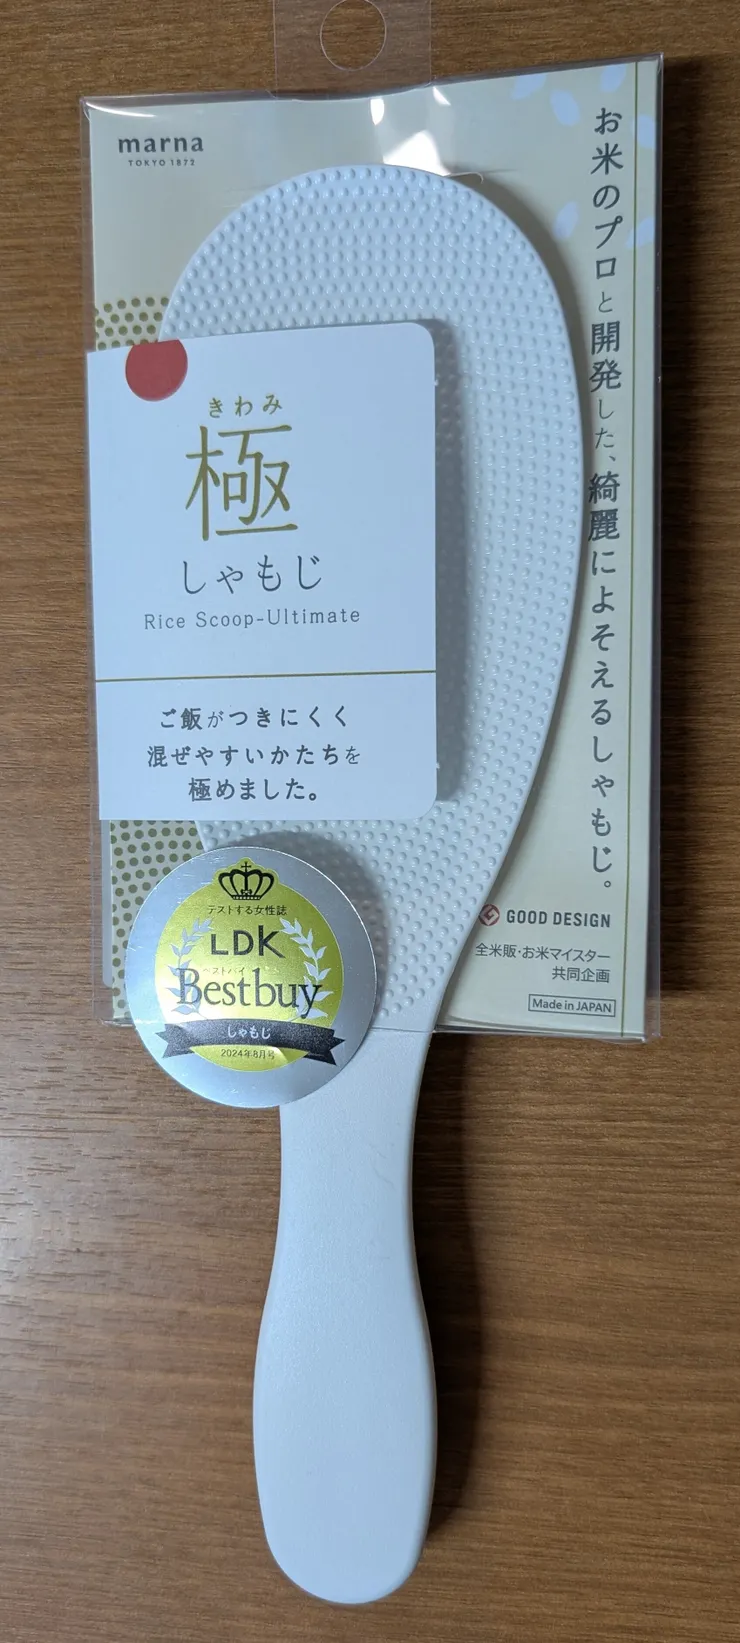 marna
TOKYO 1872
お米のプロと開発した、綺麗によそえるしゃもじ。
きわみ
極
しゃもじ
Rice Scoop-Ultimate
ご飯がつきにくく
混ぜやすいかたちを
極めました。
テストする女性誌
LDK
ベストバイ
Bestbuy
しゃもじ
2024年8月号
GOOD DESIGN
全米販・お米マイスター
共同企画
Made in JAPAN